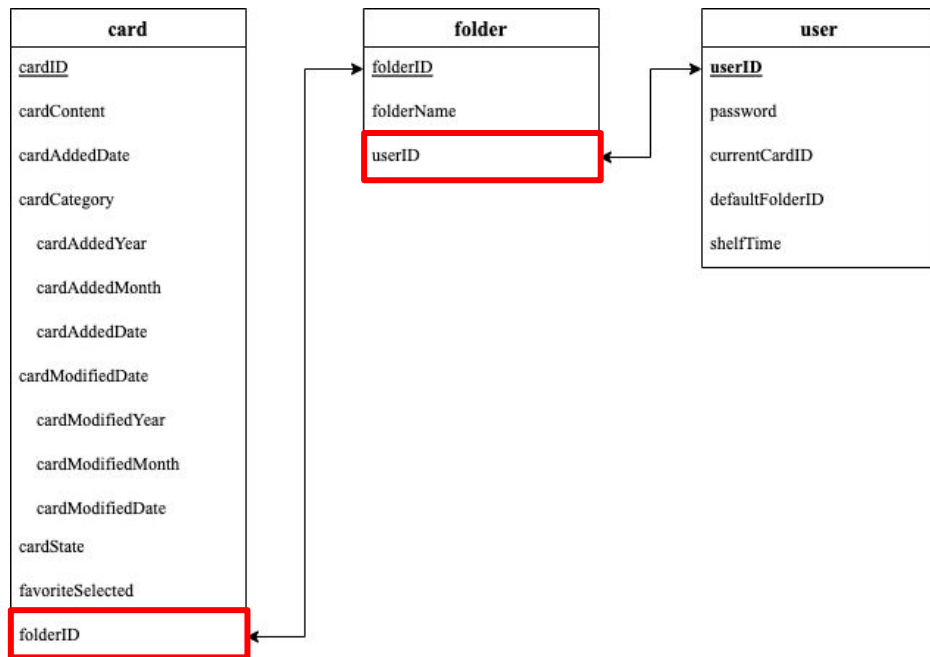 card
cardID
cardContent
cardAddedDate
cardCategory
cardAddedYear
cardAddedMonth
cardAddedDate
cardModifiedDate
cardModifiedYear
cardModifiedMonth
cardModifiedDate
cardState
favoriteSelected
folderID
folder
folderID
folderName
userID
user
userID
password
currentCardID
defaultFolderID
shelfTime